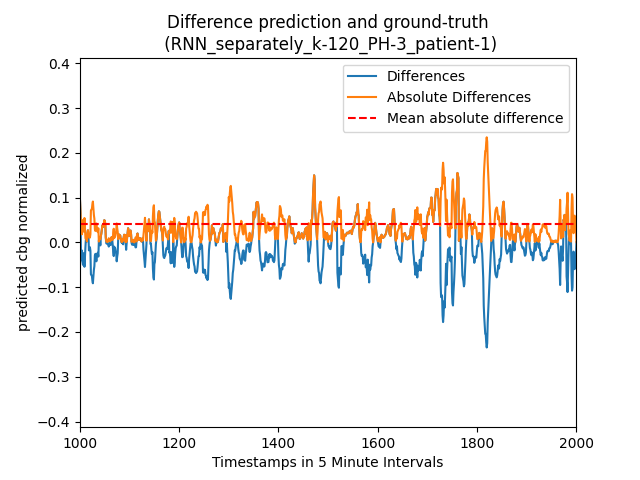 Difference prediction and ground-truth
(RNN_separately_k-120_PH-3_patient-1)
0.4
0.3
0.2
0.1
0.0
−0.1
−0.2
−0.3
−0.4
predicted cbg normalized
Differences
Absolute Differences
Mean absolute difference
1000 1200 1400 1600 1800 2000
Timestamps in 5 Minute Intervals